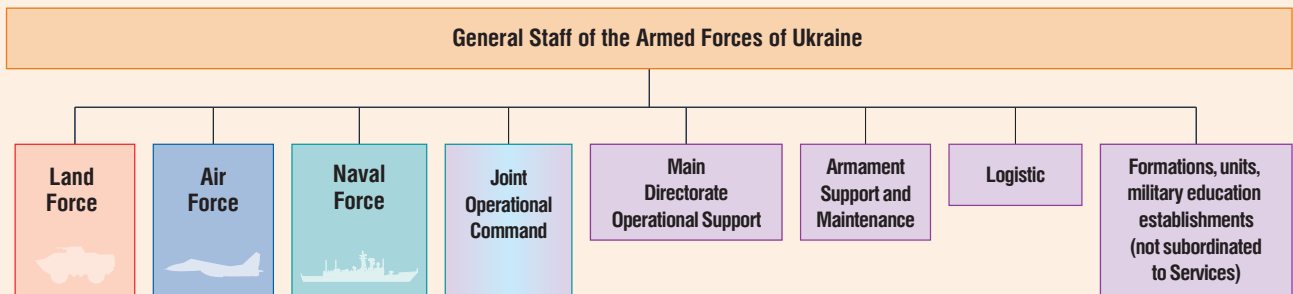 General Staff of the Armed Forces of Ukraine
Land
Force
Air
Force
Naval
Force
Joint
Operational
Command
Main
Directorate
Operational Support
Armament
Support and
Maintenance
Logistic
Formations, units,
military education
establishments
(not subordinated
to Services)